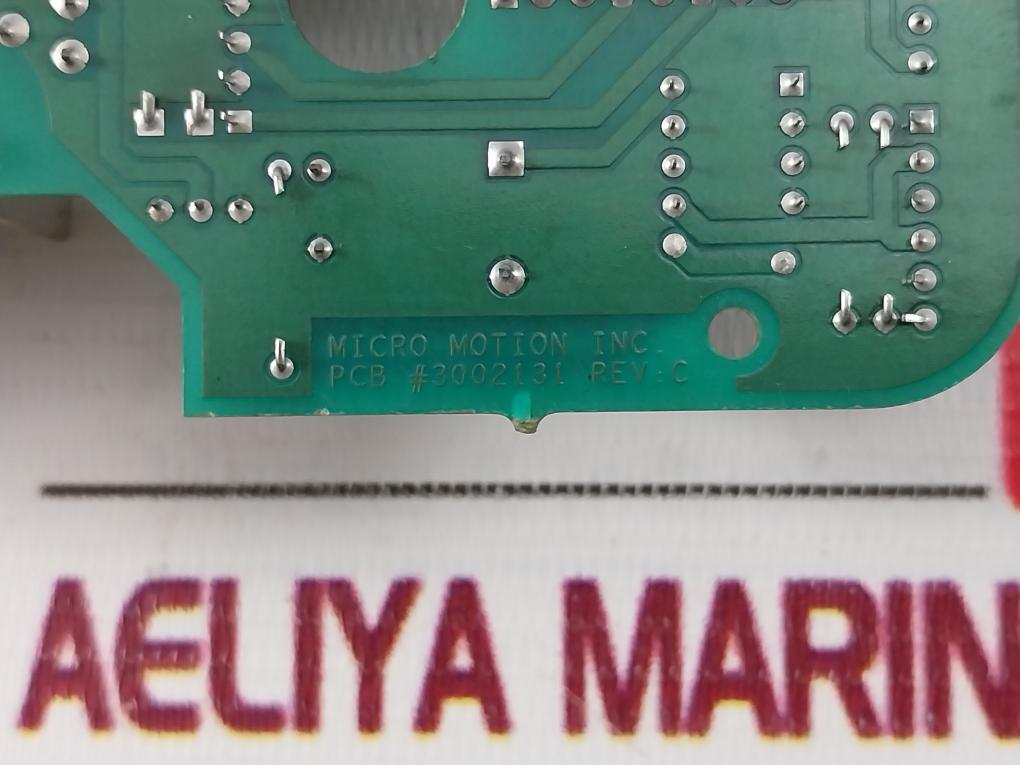 MICRO MOTION INC.
PCB #3002131 REV:C
AELIYA MARIN